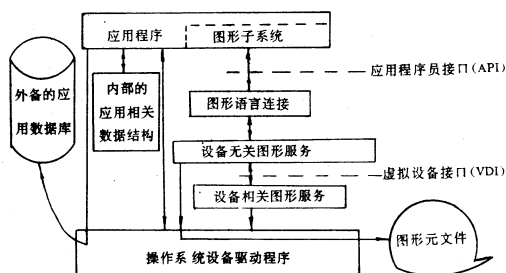 应用程序
图形子系统
应用程序员接口(API)
外备的应
用数据库
内部的
应用相关
数据结构
图形语言连接
设备无关图形服务
虚拟设备接口(VDI)
设备相关图形服务
图形元文件
操作系统设备驱动程序